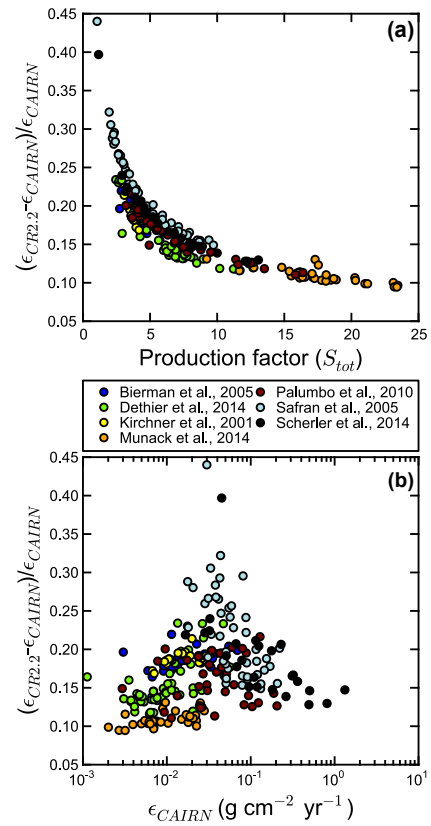 (a)
(ϵCR2.2-ϵCAIRN)/ϵCAIRN
0.45
0.40
0.35
0.30
0.25
0.20
0.15
0.10
0.05
0 5 10 15 20 25
Production factor (Stot)
Bierman et al., 2005
Dethier et al., 2014
Kirchner et al., 2001
Munack et al., 2014
Palumbo et al., 2010
Safran et al., 2005
Scherler et al., 2014
(b)
(ϵCR2.2-ϵCAIRN)/ϵCAIRN
0.45
0.40
0.35
0.30
0.25
0.20
0.15
0.10
0.05
10⁻³ 10⁻² 10⁻¹ 10⁰ 10¹
ϵCAIRN (g cm⁻² yr⁻¹)